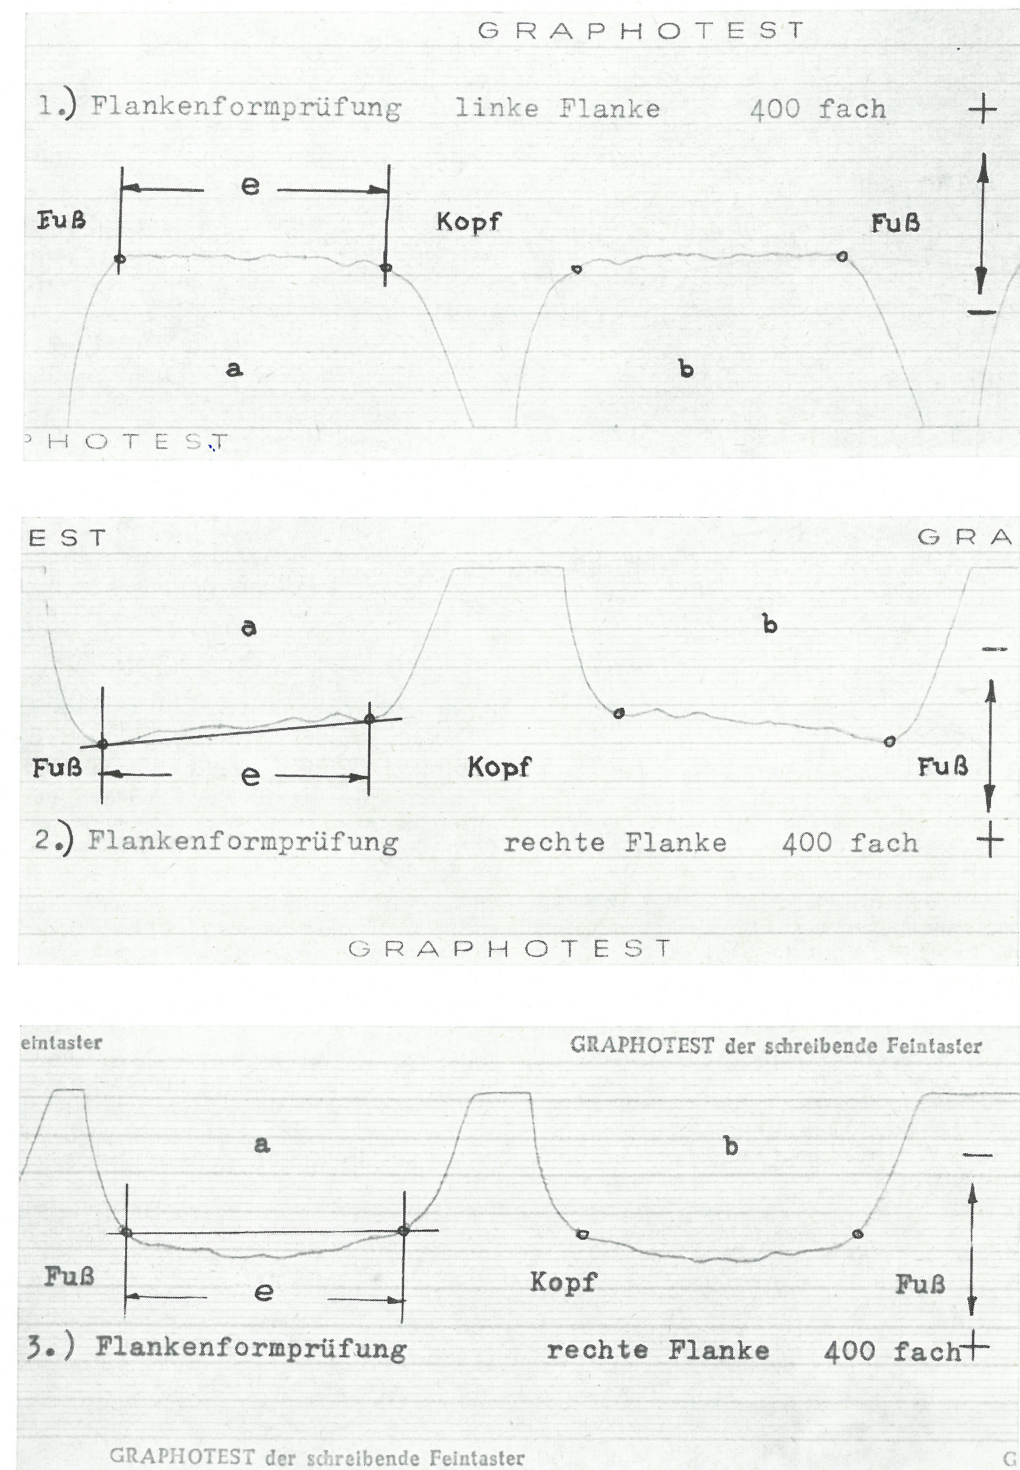 GRAPHOTEST
1.) Flankenformprüfung linke Flanke 400 fach +
e
Fuß Kopf Fuß
−
a b
PHOTEST
EST GRA
a b
−
Fuß e Kopf Fuß
2.) Flankenformprüfung rechte Flanke 400 fach +
GRAPHOTEST
eintaster GRAPHOTEST der schreibende Feintaster
a b
−
Fuß e Kopf Fuß
3.) Flankenformprüfung rechte Flanke 400 fach +
GRAPHOTEST der schreibende Feintaster G